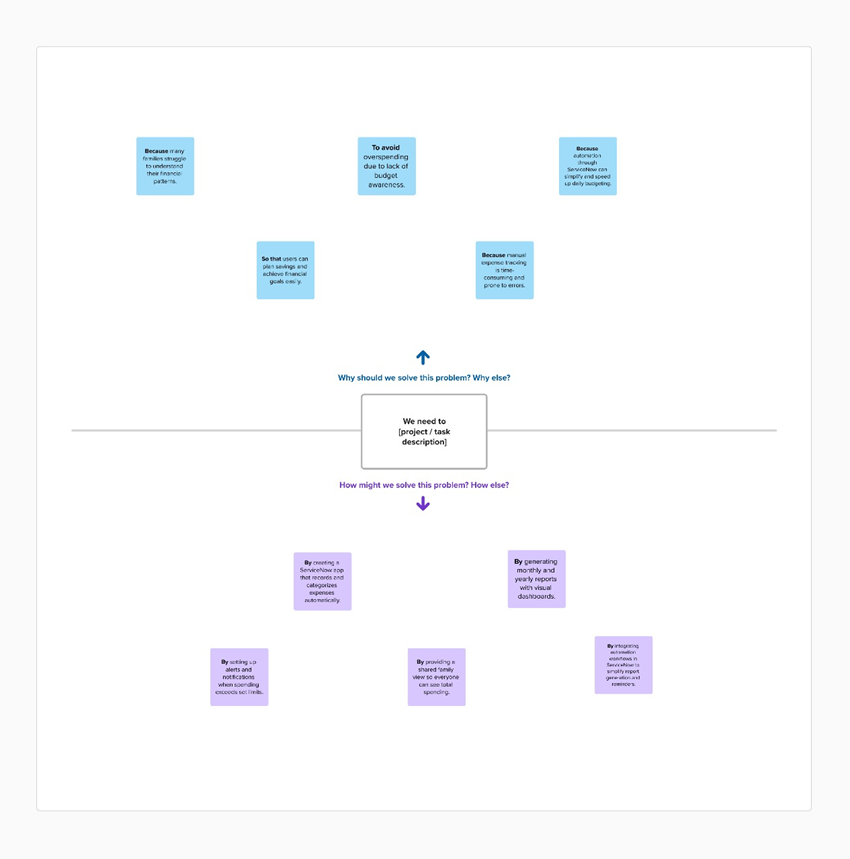 Because many
families struggle
to understand
their financial
patterns.
To avoid
overspending
due to lack of
budget
awareness.
Because
automation
through
ServiceNow can
simplify and speed
up daily budgeting.
So that users can
plan savings and
achieve financial
goals easily.
Because manual
expense tracking
is time-
consuming and
prone to errors.
Why should we solve this problem? Why else?
We need to
[project / task
description]
How might we solve this problem? How else?
By creating a
ServiceNow app
that records and
categorizes
expenses
automatically.
By generating
monthly and
yearly reports
with visual
dashboards.
By setting up
alerts and
notifications
when spending
exceeds set limits.
By providing a
shared family
view so everyone
can see total
spending.
By integrating
automation
workflows in
ServiceNow to
simplify report
generation and
reminders.